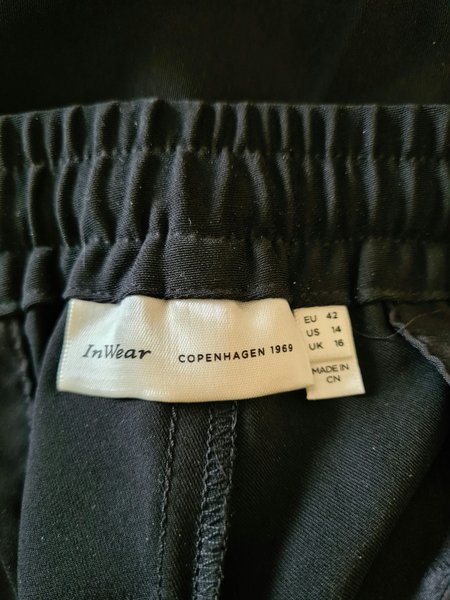 InWear COPENHAGEN 1969
EU 42
US 14
UK 16
MADE IN
CN